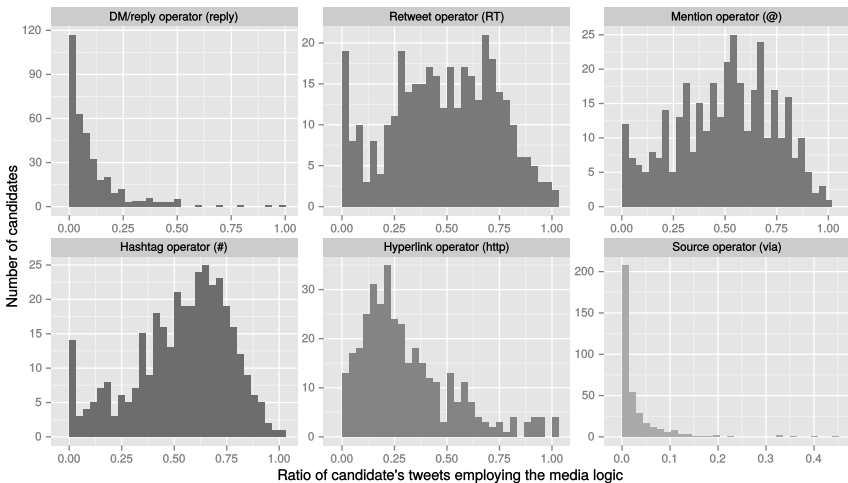 DM/reply operator (reply)
Retweet operator (RT)
Mention operator (@)
120
90
60
30
0
20
15
10
5
0
25
20
15
10
5
0
0.00 0.25 0.50 0.75 1.00
0.00 0.25 0.50 0.75 1.00
0.00 0.25 0.50 0.75 1.00
Number of candidates
Hashtag operator (#)
Hyperlink operator (http)
Source operator (via)
25
20
15
10
5
0
30
20
10
0
200
150
100
50
0
0.00 0.25 0.50 0.75 1.00
0.00 0.25 0.50 0.75 1.00
0.0 0.1 0.2 0.3 0.4
Ratio of candidate's tweets employing the media logic